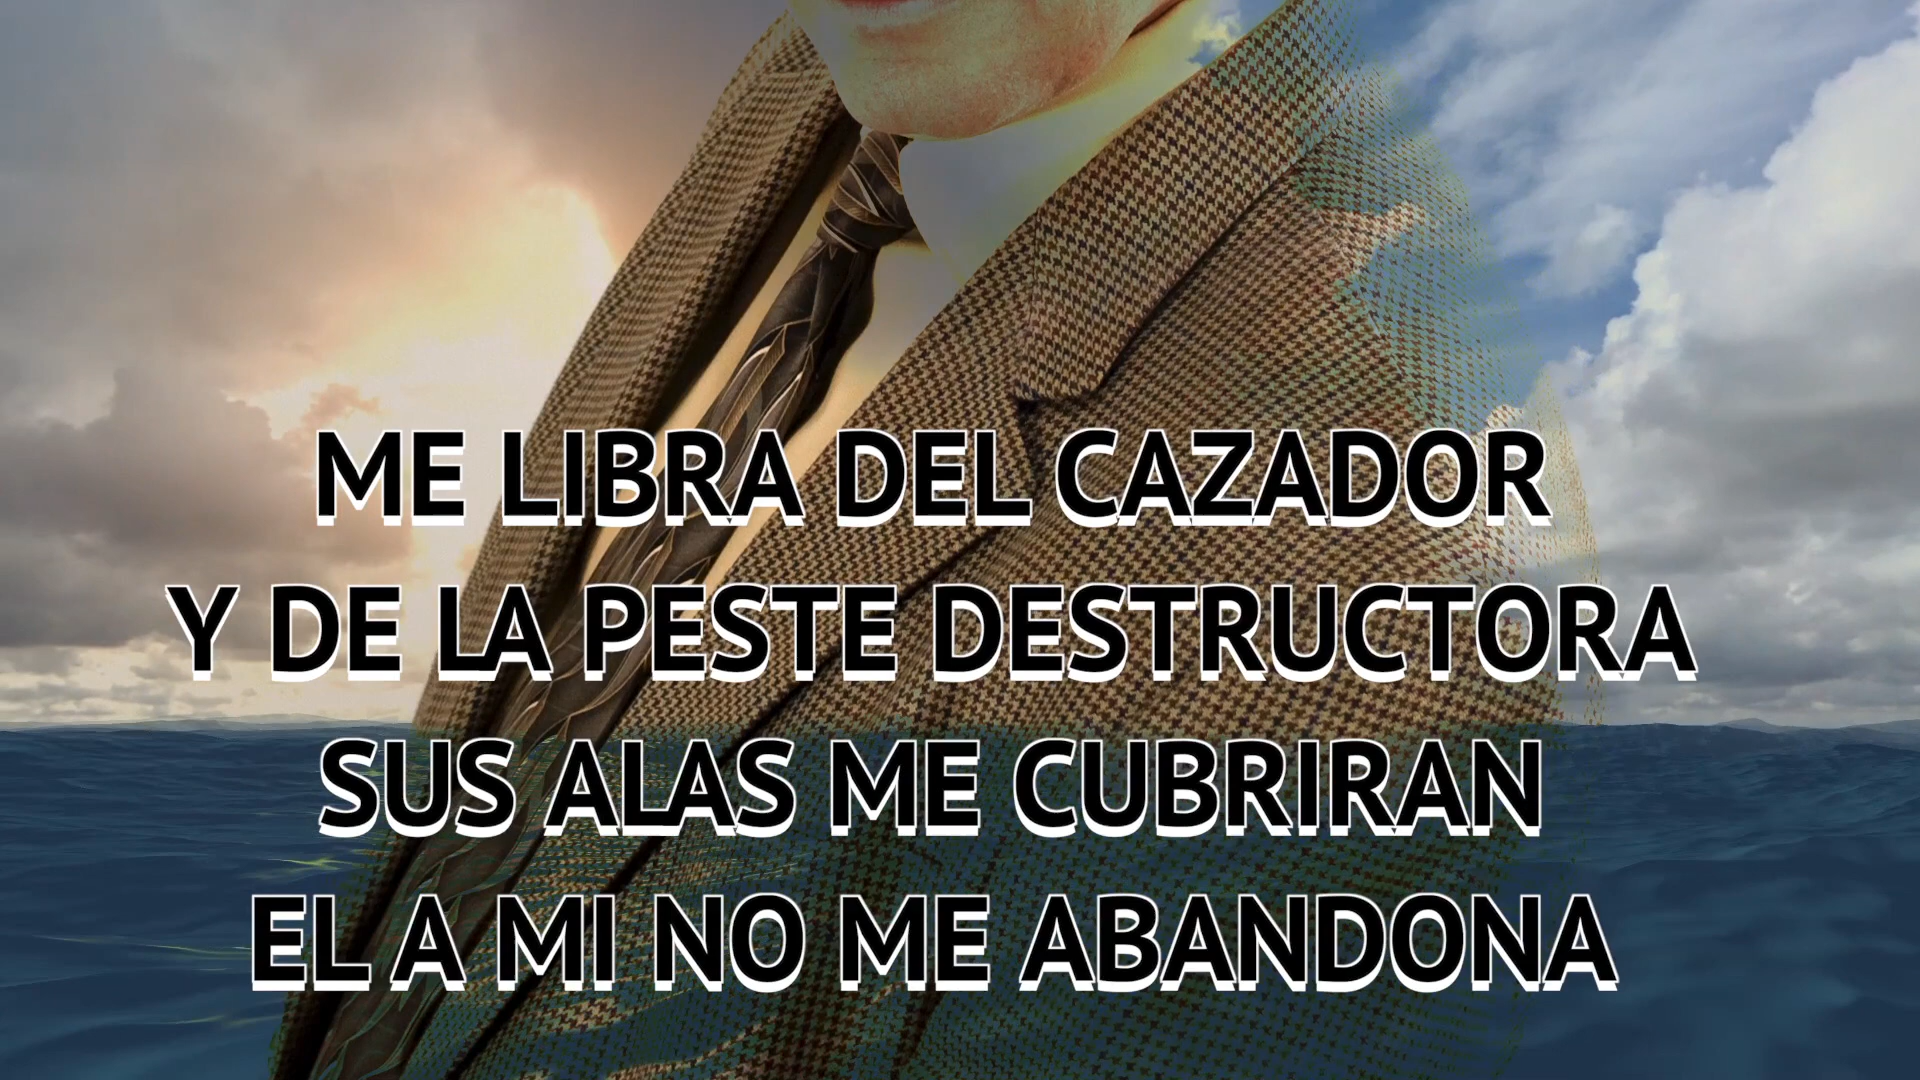 ME LIBRA DEL CAZADOR
Y DE LA PESTE DESTRUCTORA
SUS ALAS ME CUBRIRAN
EL A MI NO ME ABANDONA